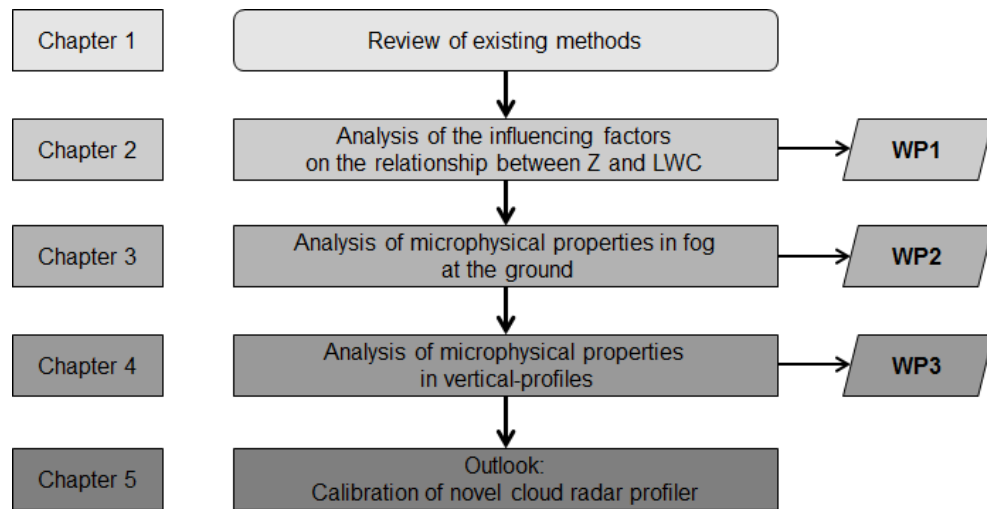 Chapter 1
Review of existing methods
Chapter 2
Analysis of the influencing factors
on the relationship between Z and LWC
WP1
Chapter 3
Analysis of microphysical properties in fog
at the ground
WP2
Chapter 4
Analysis of microphysical properties
in vertical-profiles
WP3
Chapter 5
Outlook:
Calibration of novel cloud radar profiler